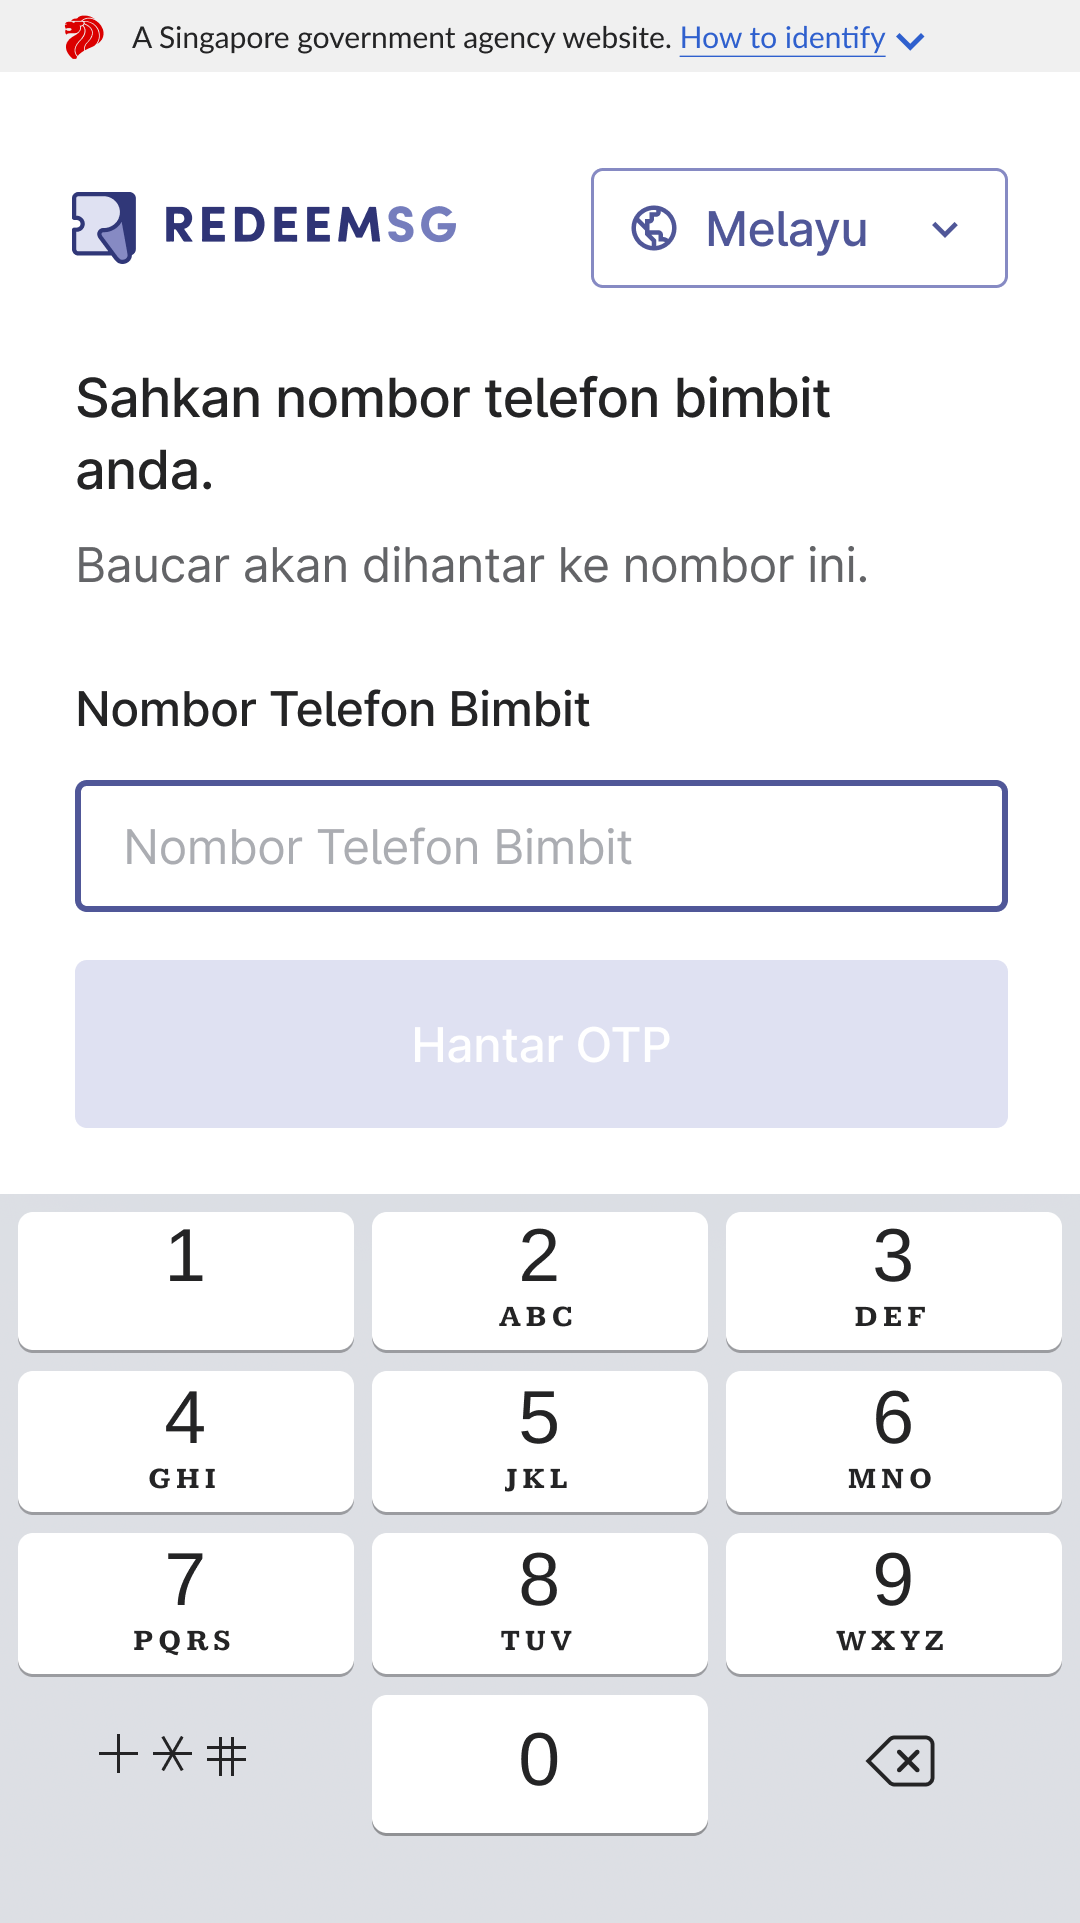 A Singapore government agency website. How to identify
REDEEMSG
Melayu
Sahkan nombor telefon bimbit
anda.
Baucar akan dihantar ke nombor ini.
Nombor Telefon Bimbit
Nombor Telefon Bimbit
Hantar OTP
1 2 3
ABC DEF
4 5 6
GHI JKL MNO
7 8 9
PQRS TUV WXYZ
+*# 0